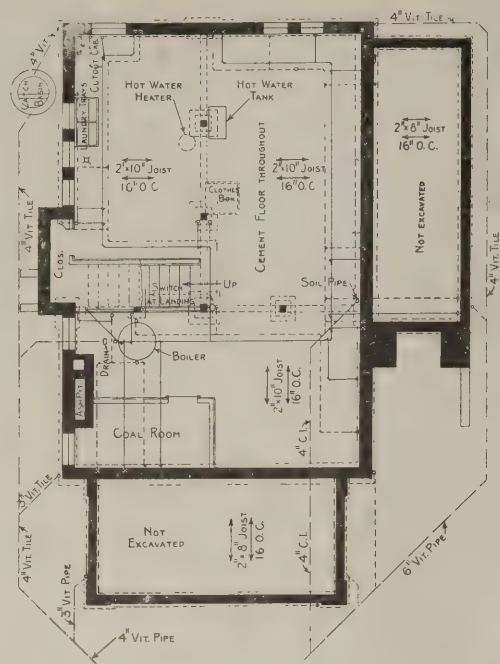 4" VIT. TILE
4" VIT.
CATCH
BASIN
CUTOUT CAB.
LAUNDRY TRAYS
HOT WATER
HEATER
HOT WATER
TANK
2"x10" JOIST
16" O.C
2"x10" JOIST
16" O.C.
2"x8" JOIST
16" O.C.
CEMENT FLOOR THROUGHOUT
CLOTHES
BOX
NOT EXCAVATED
4" VIT TILE
CLOS.
4" VIT. TILE
UP
SWITCH
AT LANDING
SOIL PIPE
DRAIN
BOILER
2"x10" JOIST
16" O.C.
ASH PIT
COAL ROOM
4" C.I.
3" VIT. TILE
4" VIT. TILE
NOT
EXCAVATED
2"x8" JOIST
16 O.C.
4" C.I.
6" VIT. PIPE
3" VIT PIPE
4" VIT. PIPE